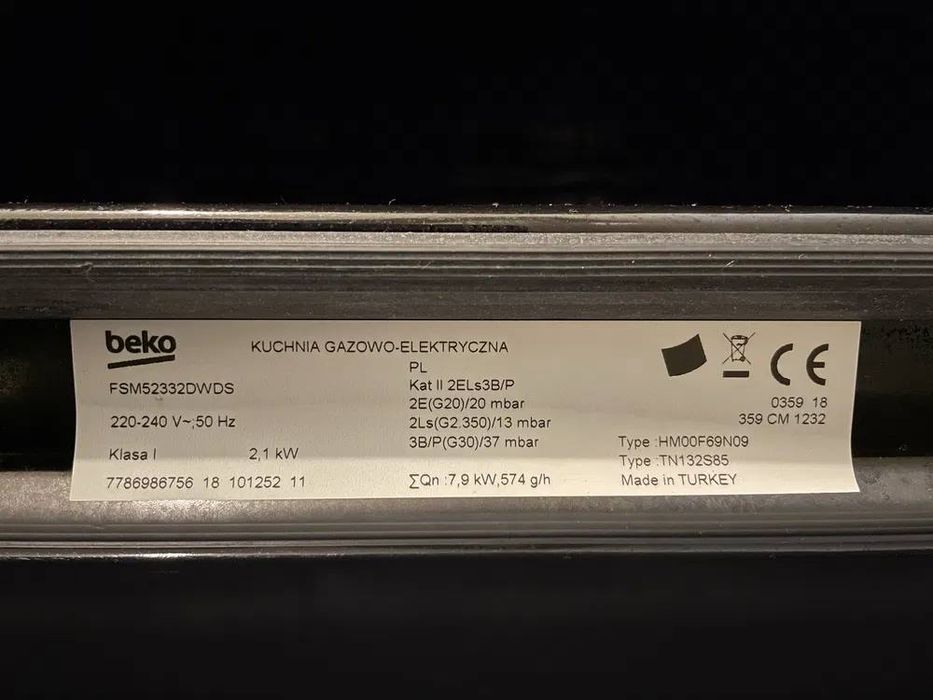 beko
KUCHNIA GAZOWO-ELEKTRYCZNA
FSM52332DWDS
220-240 V~;50 Hz
Klasa I 2,1 kW
7786986756 18 101252 11
PL
Kat II 2ELs3B/P
2E(G20)/20 mbar
2Ls(G2.350)/13 mbar
3B/P(G30)/37 mbar
∑Qn :7,9 kW,574 g/h
CE
0359 18
359 CM 1232
Type :HM00F69N09
Type :TN132S85
Made in TURKEY